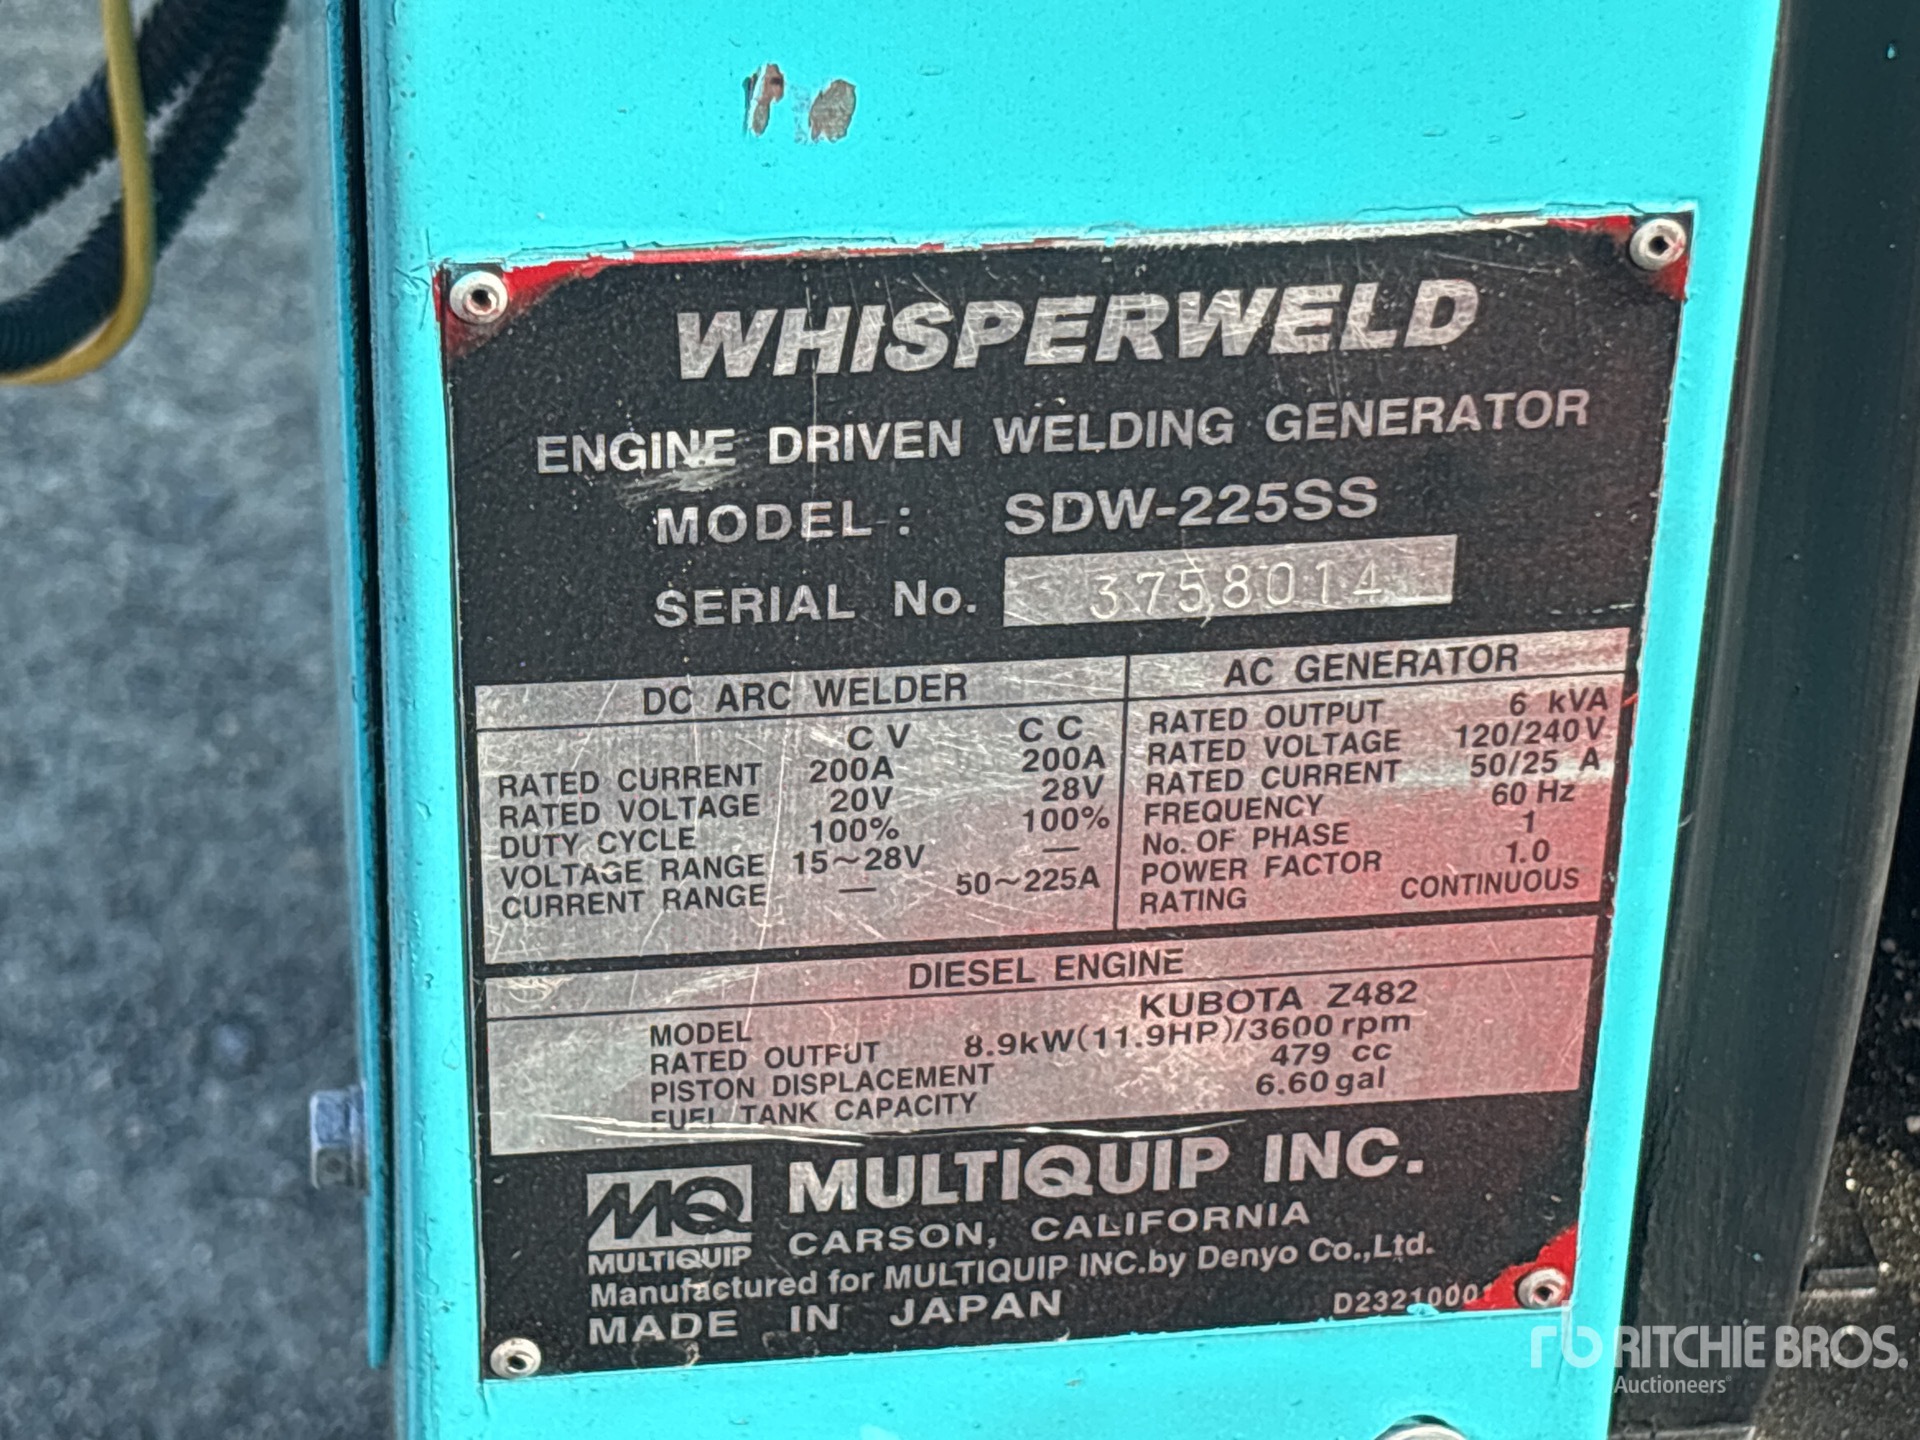 WHISPERWELD
ENGINE DRIVEN WELDING GENERATOR
MODEL : SDW-225SS
SERIAL No. 3758014
DC ARC WELDER
CV CC
RATED CURRENT 200A 200A
RATED VOLTAGE 20V 28V
DUTY CYCLE 100% 100%
VOLTAGE RANGE 15~28V —
CURRENT RANGE — 50~225A
AC GENERATOR
RATED OUTPUT 6 kVA
RATED VOLTAGE 120/240V
RATED CURRENT 50/25 A
FREQUENCY 60 Hz
No. OF PHASE 1
POWER FACTOR 1.0
RATING CONTINUOUS
DIESEL ENGINE
MODEL KUBOTA Z482
RATED OUTPUT 8.9kW(11.9HP)/3600rpm
PISTON DISPLACEMENT 479 cc
FUEL TANK CAPACITY 6.60gal
MQ MULTIQUIP INC.
MULTIQUIP CARSON, CALIFORNIA
Manufactured for MULTIQUIP INC.by Denyo Co.,Ltd.
MADE IN JAPAN
rb RITCHIE BROS.
Auctioneers